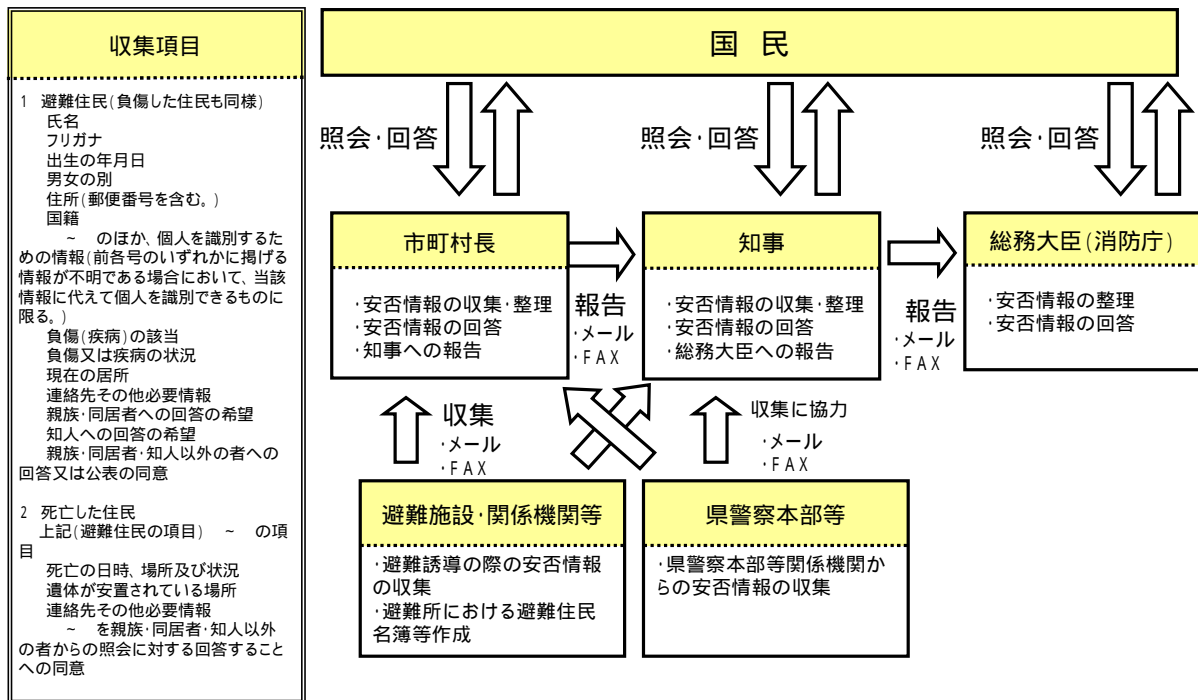 収集項目
1 避難住民(負傷した住民も同様)
氏名
フリガナ
出生の年月日
男女の別
住所(郵便番号を含む。)
国籍
~ のほか、個人を識別するた
めの情報(前各号のいずれかに掲げる
情報が不明である場合において、当該
情報に代えて個人を識別できるものに
限る。)
負傷(疾病)の該当
負傷又は疾病の状況
現在の居所
連絡先その他必要情報
親族・同居者への回答の希望
知人への回答の希望
親族・同居者・知人以外の者への
回答又は公表の同意
2 死亡した住民
上記(避難住民の項目) ~ の項
目
死亡の日時、場所及び状況
遺体が安置されている場所
連絡先その他必要情報
~ を親族・同居者・知人以外
の者からの照会に対する回答すること
への同意
国 民
照会・回答
照会・回答
照会・回答
市町村長
・安否情報の収集・整理
・安否情報の回答
・知事への報告
報告
・メール
・FAX
知事
・安否情報の収集・整理
・安否情報の回答
・総務大臣への報告
報告
・メール
・FAX
総務大臣(消防庁)
・安否情報の整理
・安否情報の回答
収集
・メール
・FAX
収集に協力
・メール
・FAX
避難施設・関係機関等
・避難誘導の際の安否情報
の収集
・避難所における避難住民
名簿等作成
県警察本部等
・県警察本部等関係機関か
らの安否情報の収集